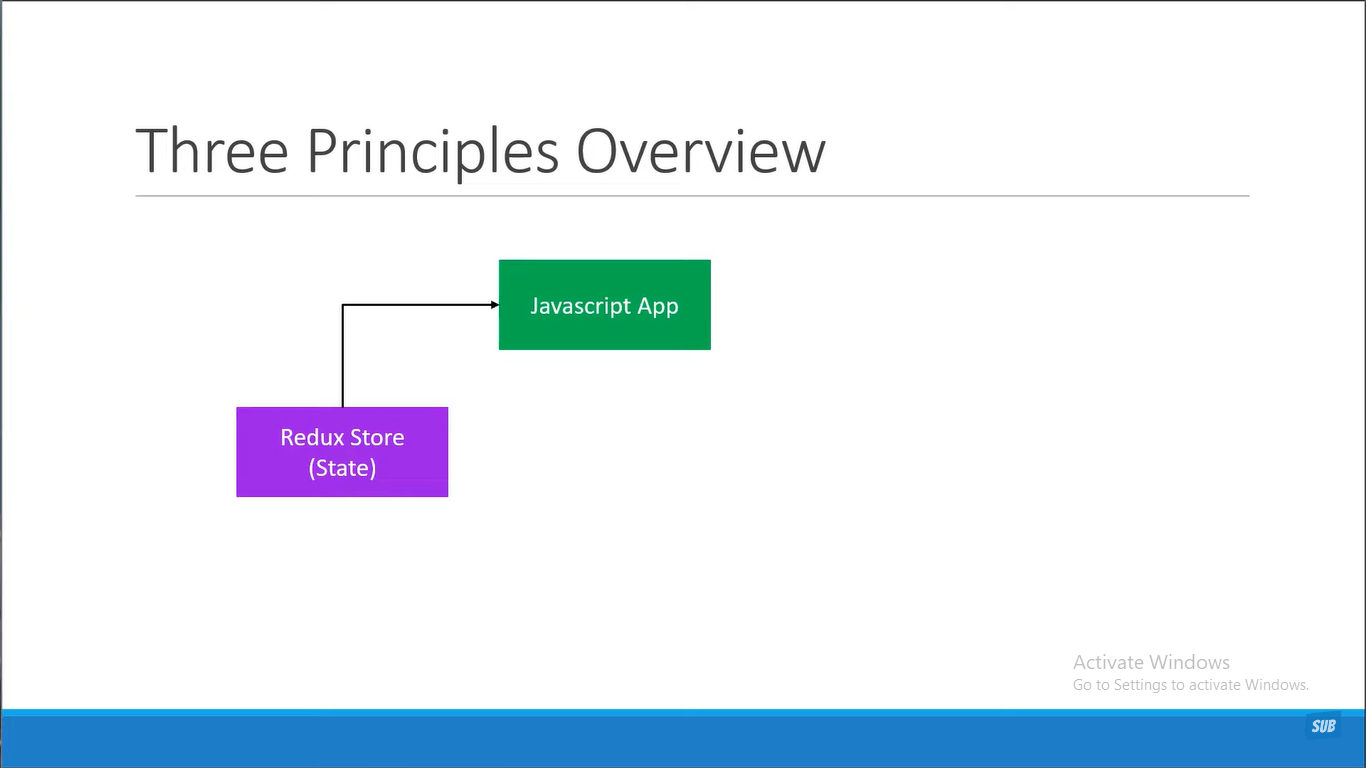 Three Principles Overview
Javascript App
Redux Store
(State)
Activate Windows
Go to Settings to activate Windows.
SUB